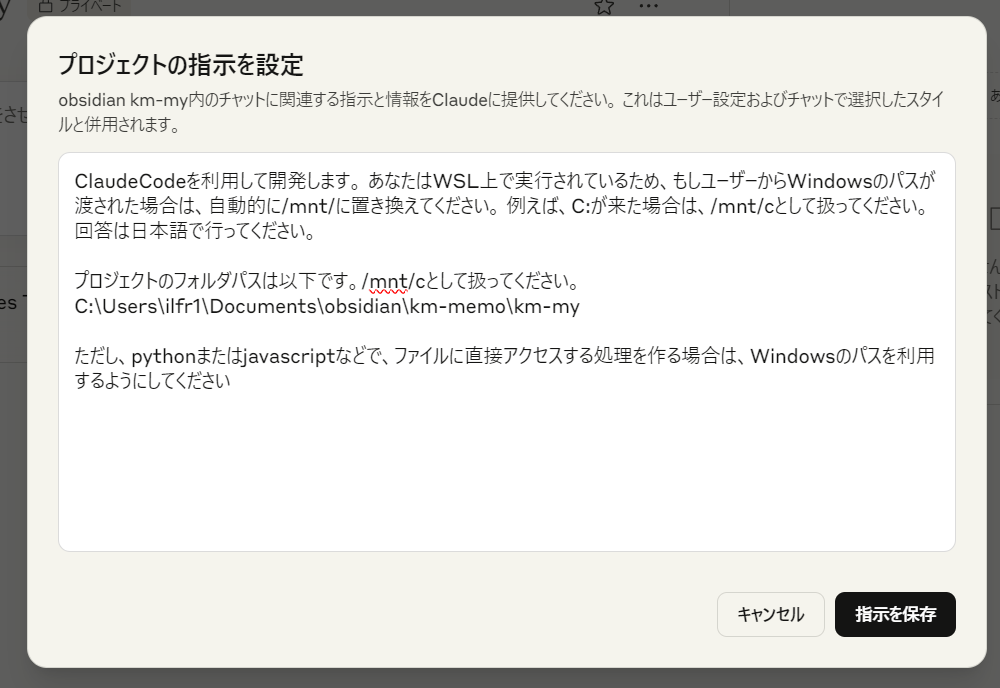 プライベート
プロジェクトの指示を設定
obsidian km-my内のチャットに関連する指示と情報をClaudeに提供してください。これはユーザー設定およびチャットで選択したスタイ
ルと併用されます。
ClaudeCodeを利用して開発します。あなたはWSL上で実行されているため、もしユーザーからWindowsのパスが
渡された場合は、自動的に/mnt/に置き換えてください。例えば、C:が来た場合は、/mnt/cとして扱ってください。
回答は日本語で行ってください。
プロジェクトのフォルダパスは以下です。/mnt/cとして扱ってください。
C:\Users\ilfr1\Documents\obsidian\km-memo\km-my
ただし、pythonまたはjavascriptなどで、ファイルに直接アクセスする処理を作る場合は、Windowsのパスを利用
するようにしてください
キャンセル
指示を保存